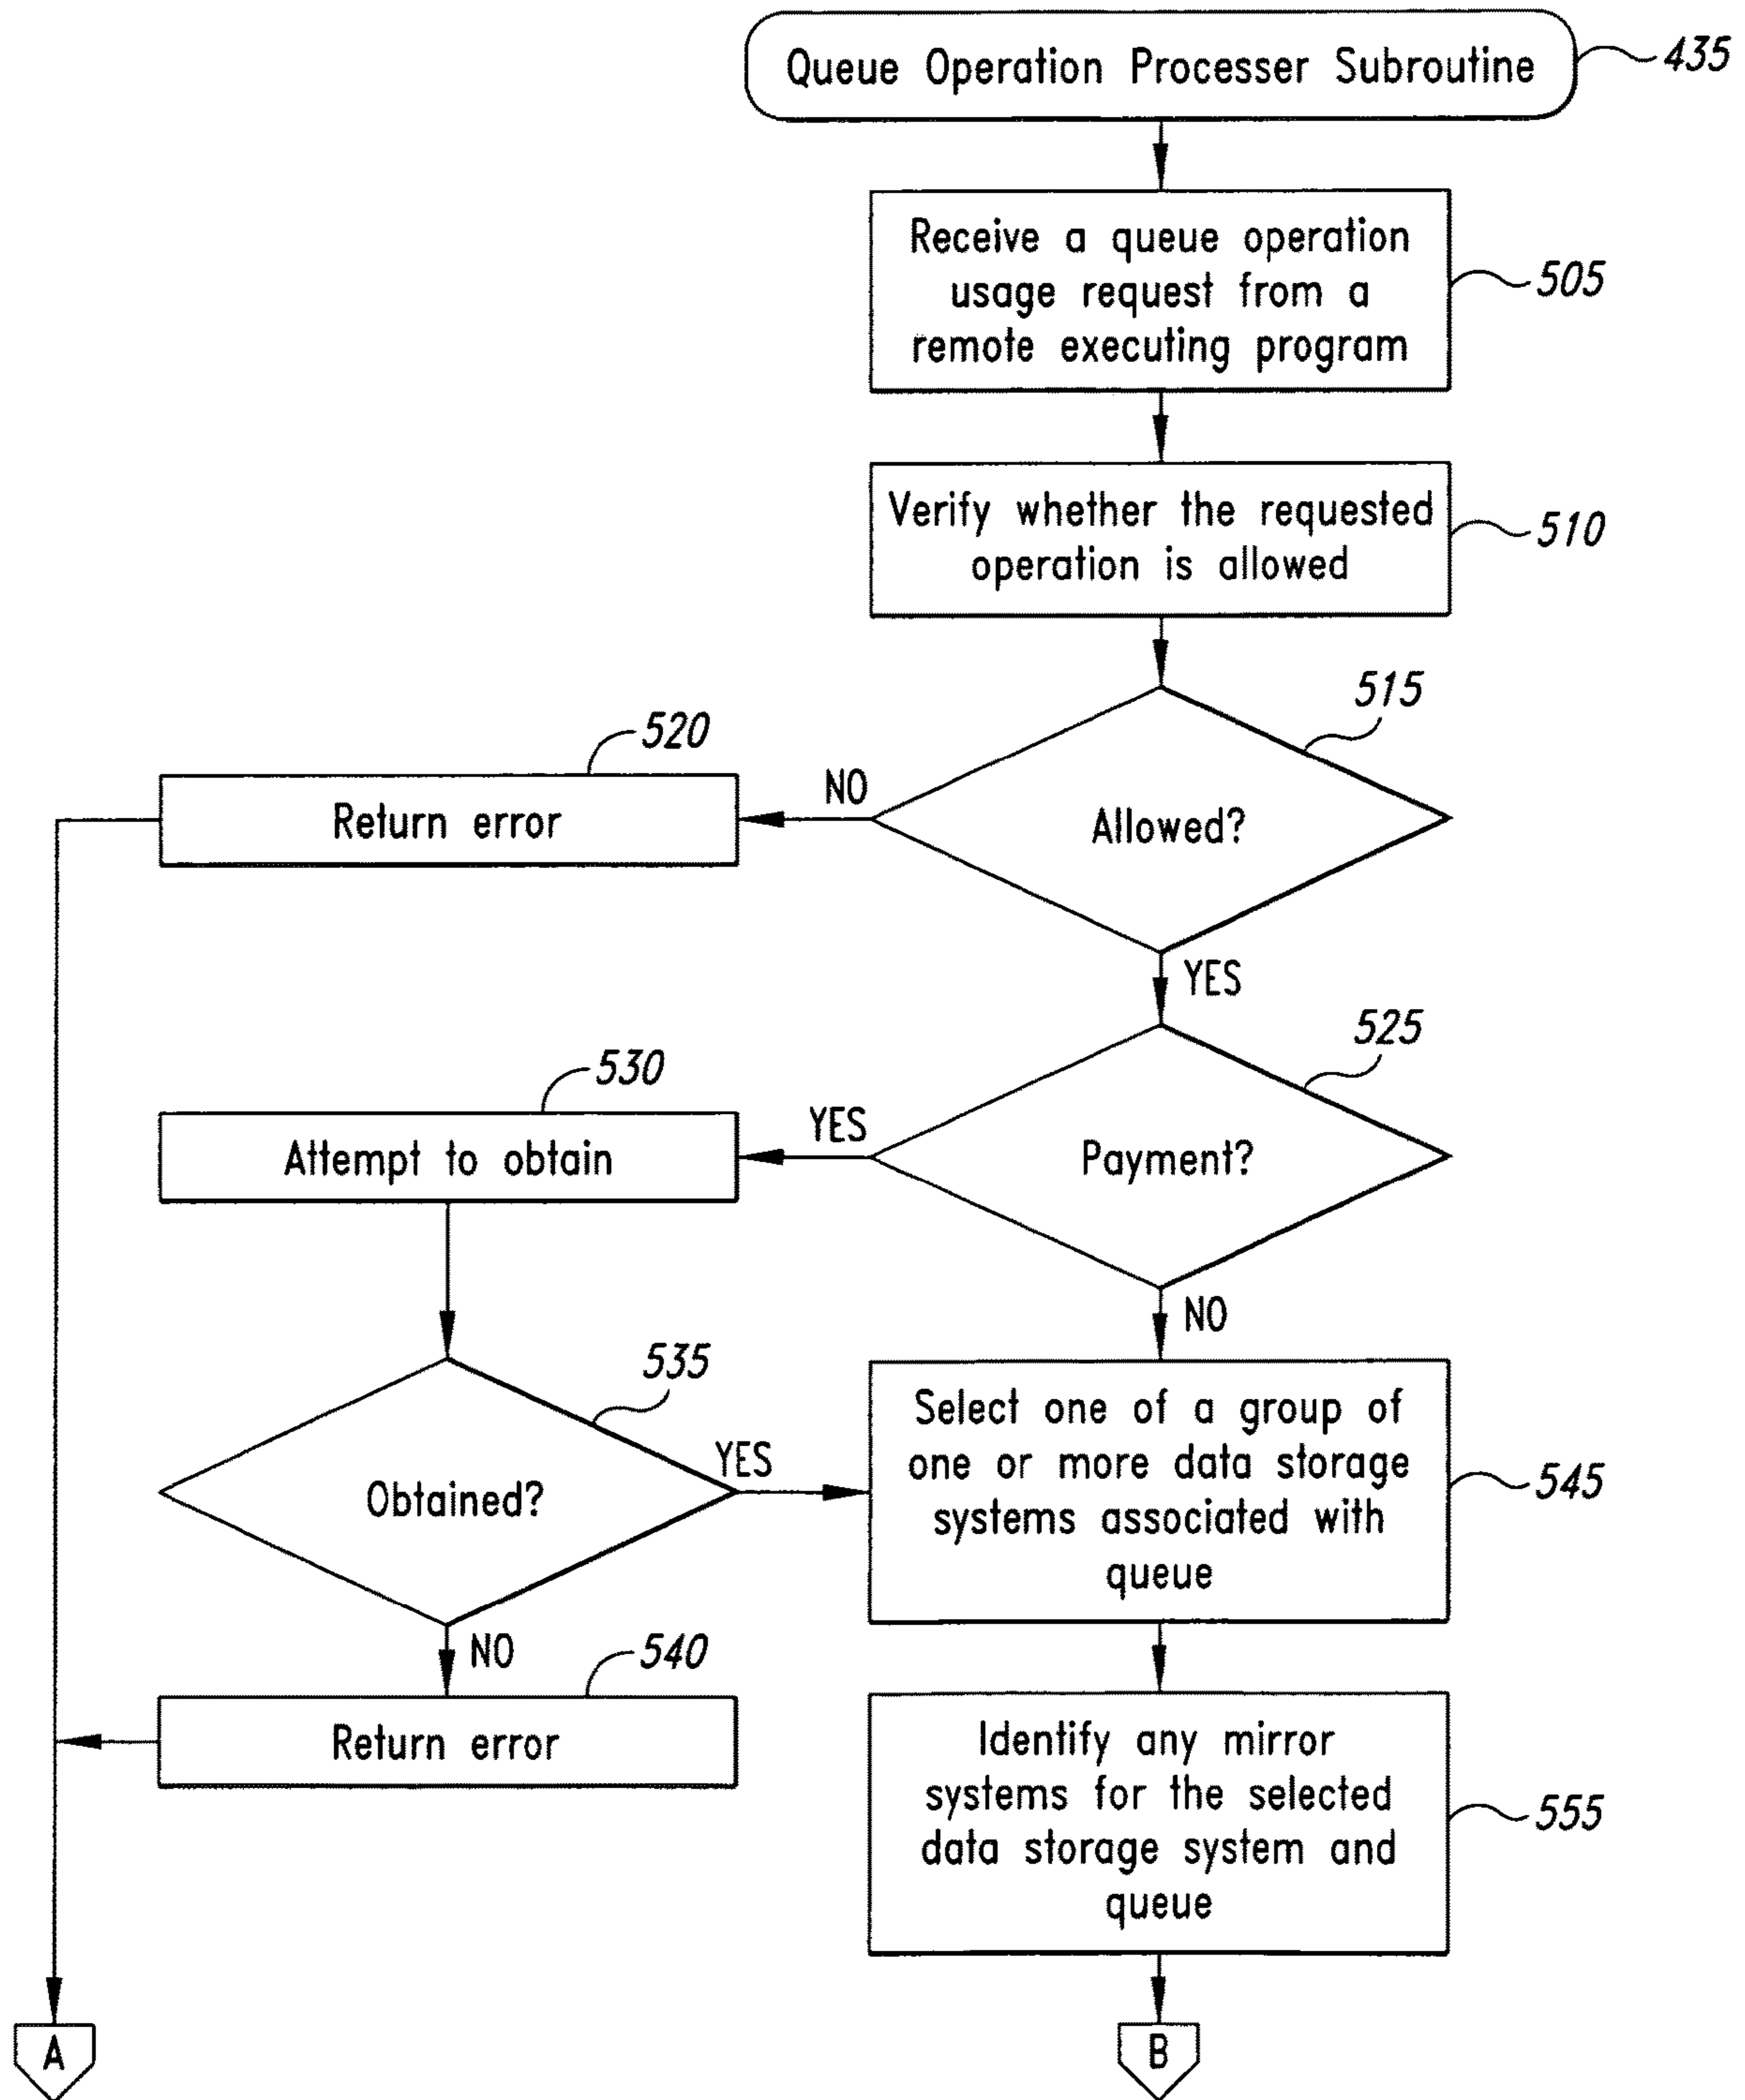 Queue Operation Processer Subroutine
435
Receive a queue operation
usage request from a
remote executing program
505
Verify whether the requested
operation is allowed
510
515
Allowed?
NO
520
Return error
YES
525
Payment?
YES
530
Attempt to obtain
NO
535
Obtained?
YES
Select one of a group of
one or more data storage
systems associated with
queue
545
NO
540
Return error
Identify any mirror
systems for the selected
data storage system and
queue
555
A
B